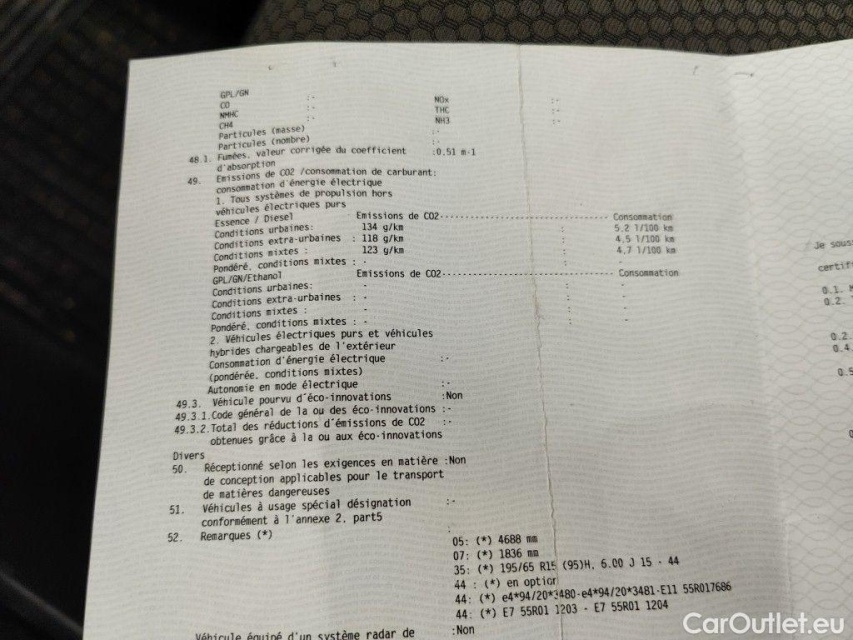 GPL/GN
CO :- NOx :-
NMHC :- THC :-
CH4 :- NH3 :-
Particules (masse) :-
Particules (nombre) :-
48.1. Fumées, valeur corrigée du coefficient :0.51 m-1
d'absorption
49. Emissions de CO2 /consommation de carburant:
consommation d'énergie électrique
1. Tous systèmes de propulsion hors
véhicules électriques purs
Essence / Diesel Emissions de CO2 Consommation
Conditions urbaines: 134 g/km : 5,2 l/100 km
Conditions extra-urbaines : 118 g/km : 4,5 l/100 km
Conditions mixtes : 123 g/km : 4,7 l/100 km
Pondéré, conditions mixtes : - : -
GPL/GN/Ethanol Emissions de CO2 Consommation
Conditions urbaines: - : -
Conditions extra-urbaines : - : -
Conditions mixtes : - : -
Pondéré, conditions mixtes : - : -
2. Véhicules électriques purs et véhicules
hybrides chargeables de l'extérieur
Consommation d'énergie électrique :-
(pondérée, conditions mixtes)
Autonomie en mode électrique :-
49.3. Véhicule pourvu d'éco-innovations :Non
49.3.1.Code général de la ou des éco-innovations :-
49.3.2.Total des réductions d'émissions de CO2 :-
obtenues grâce à la ou aux éco-innovations
Divers
50. Réceptionné selon les exigences en matière :Non
de conception applicables pour le transport
de matières dangereuses
51. Véhicules à usage spécial désignation :-
conformément à l'annexe 2, part5
52. Remarques (*) :
05: (*) 4688 mm
07: (*) 1836 mm
35: (*) 195/65 R15 (95)H, 6.00 J 15 - 44
44 : (*) en option
44: (*) e4*94/20*3480-e4*94/20*3481-E11 55R017686
44: (*) E7 55R01 1203 - E7 55R01 1204
Véhicule équipé d'un système radar de :Non
Je sous
certif
0.1.
0.2.
0.2.
0.4.
0.5
CarOutlet.eu